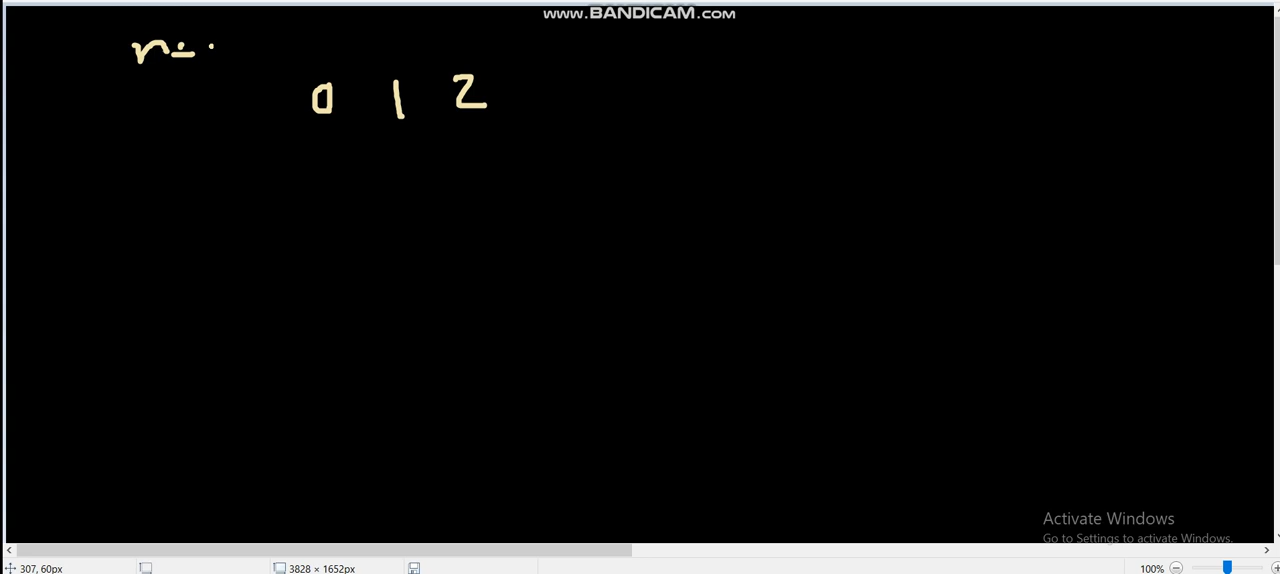 www.BANDICAM.com
0 1 2
Activate Windows
Go to Settings to activate Windows.
307, 60px
3828 × 1652px
100%